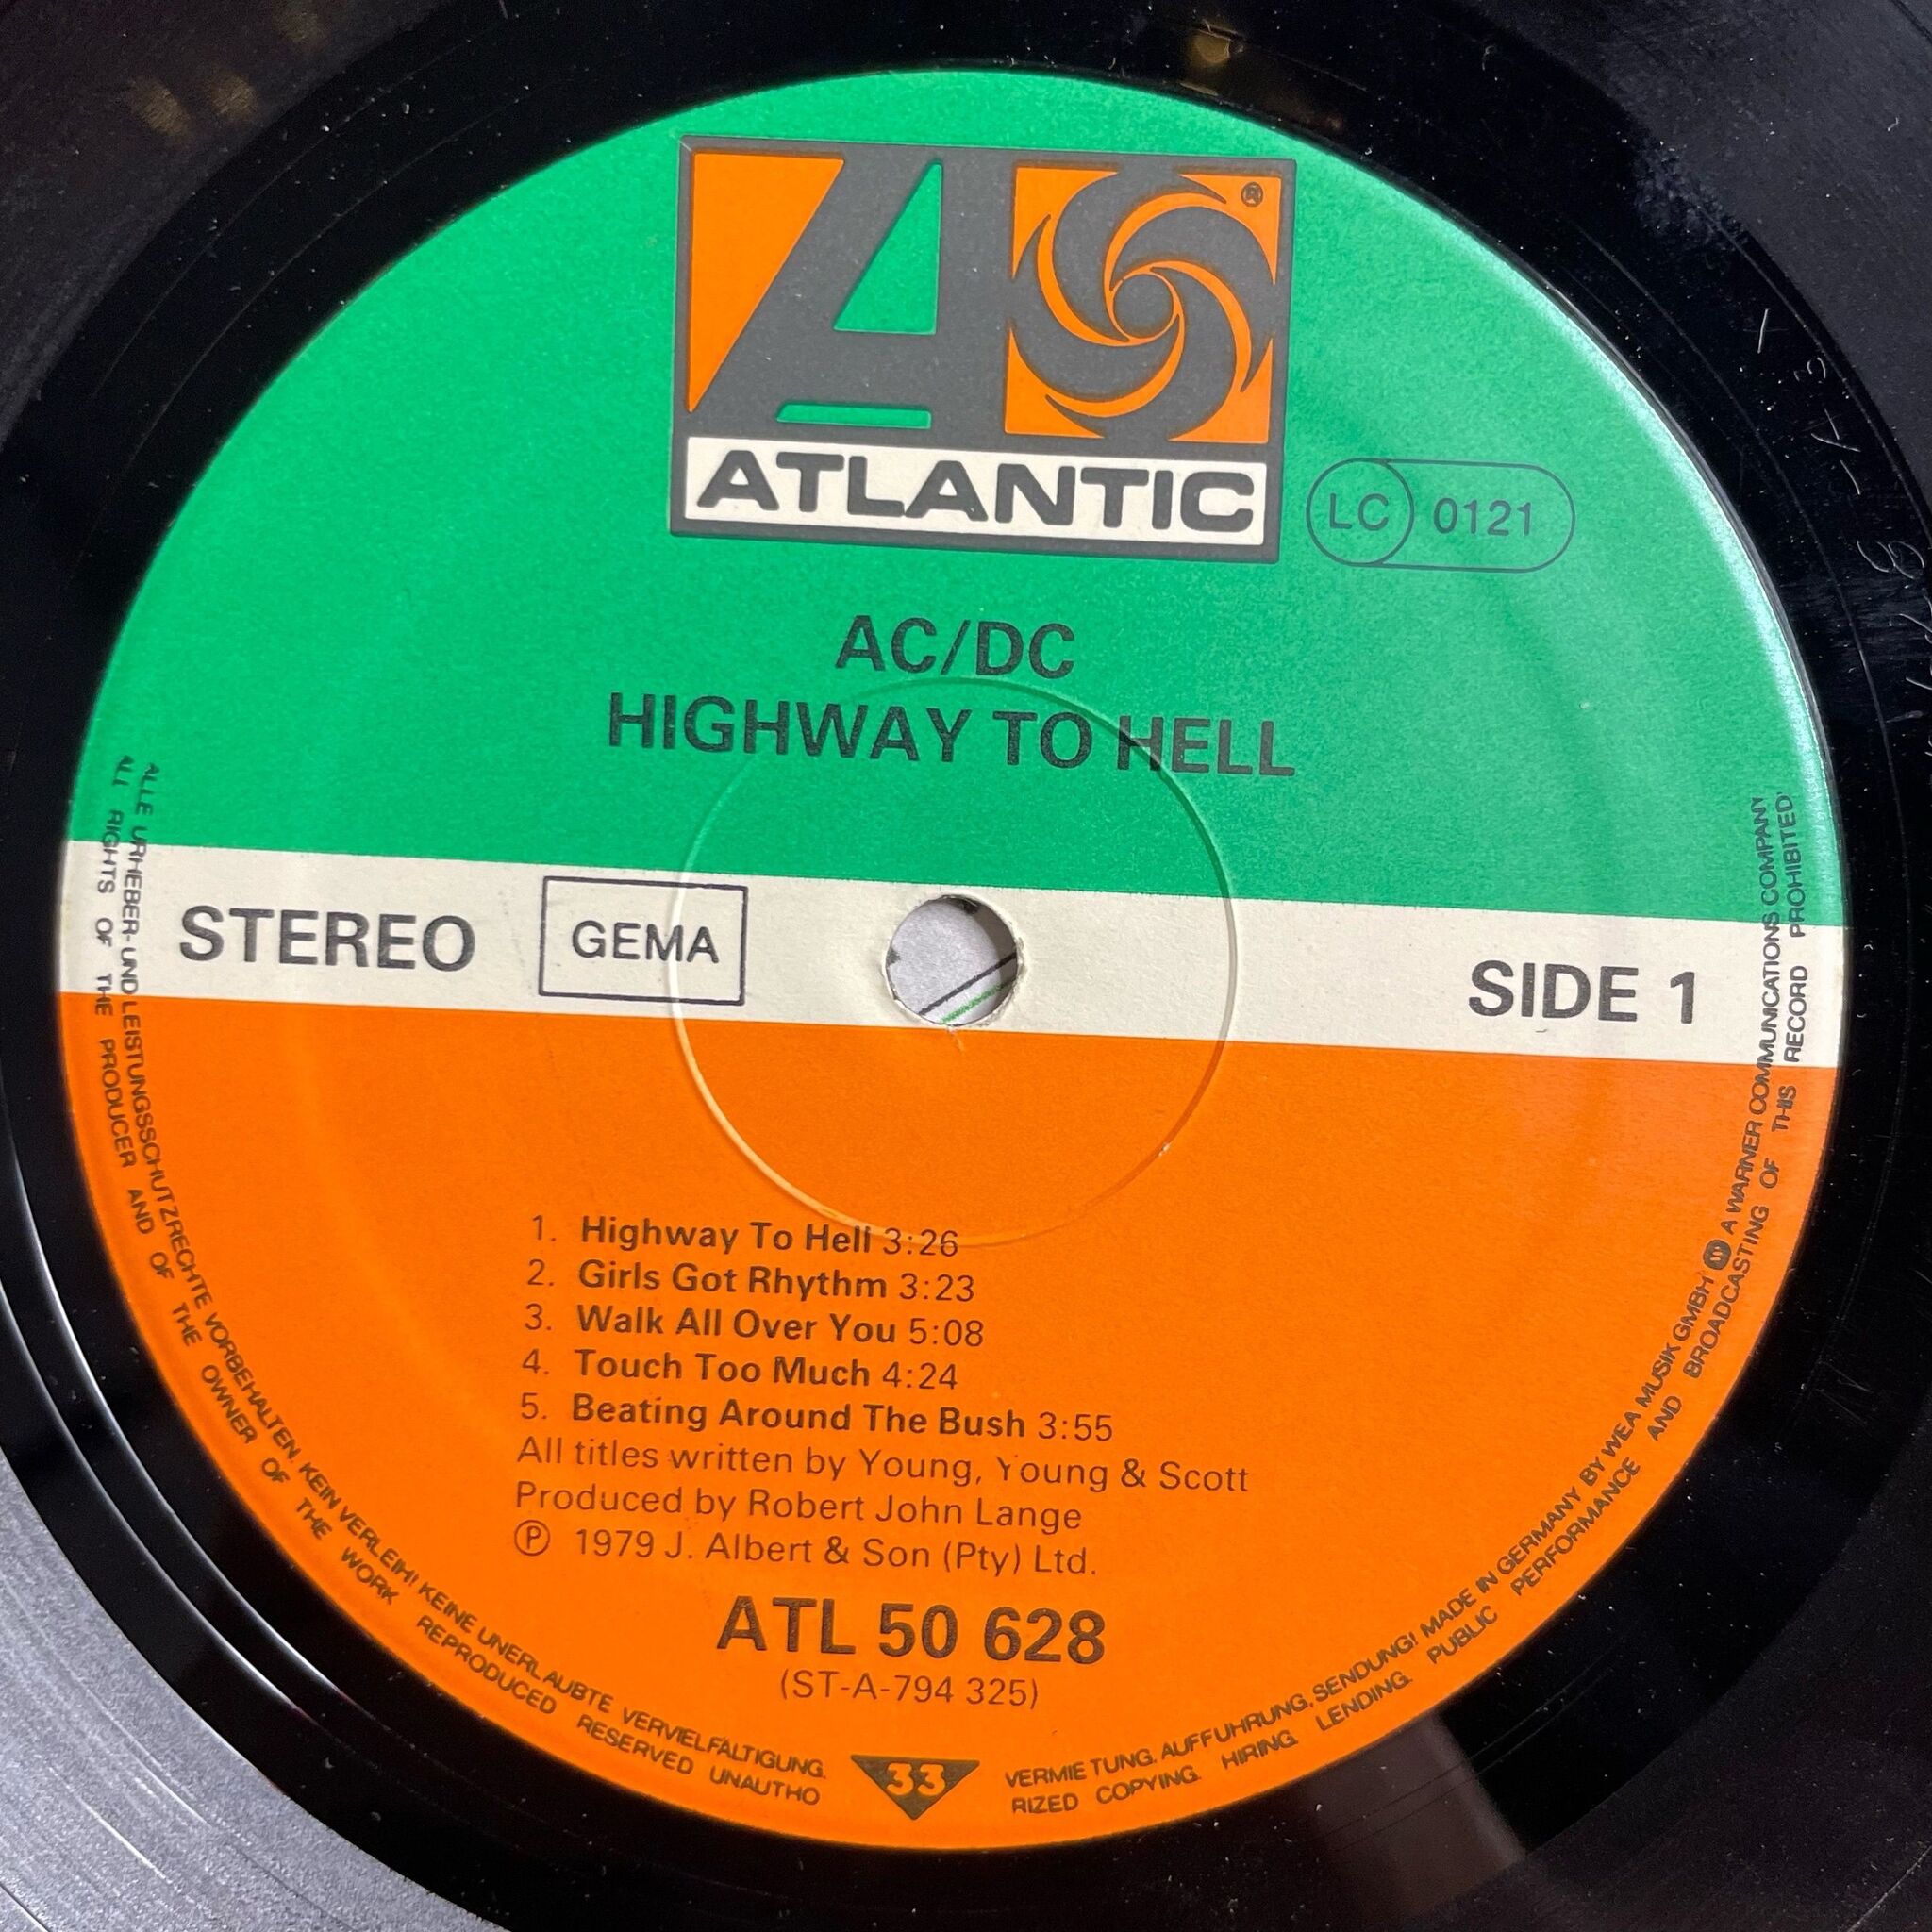 ®
ATLANTIC
LC 0121
AC/DC
HIGHWAY TO HELL
STEREO GEMA SIDE 1
1. Highway To Hell 3:26
2. Girls Got Rhythm 3:23
3. Walk All Over You 5:08
4. Touch Too Much 4:24
5. Beating Around The Bush 3:55
All titles written by Young, Young & Scott
Produced by Robert John Lange
Ⓟ 1979 J. Albert & Son (Pty) Ltd.
ATL 50 628
(ST-A-794 325)
33
ALLE URHEBER- UND LEISTUNGSSCHUTZRECHTE VORBEHALTEN. KEIN VERLEIH! KEINE UNERLAUBTE VERVIELFÄLTIGUNG, VERMIETUNG, AUFFÜHRUNG, SENDUNG! MADE IN GERMANY BY WEA MUSIK GMBH A WARNER COMMUNICATIONS COMPANY
ALL RIGHTS OF THE PRODUCER AND OF THE OWNER OF THE WORK REPRODUCED RESERVED UNAUTHORIZED COPYING. HIRING. LENDING. PUBLIC PERFORMANCE AND BROADCASTING OF THIS RECORD PROHIBITED